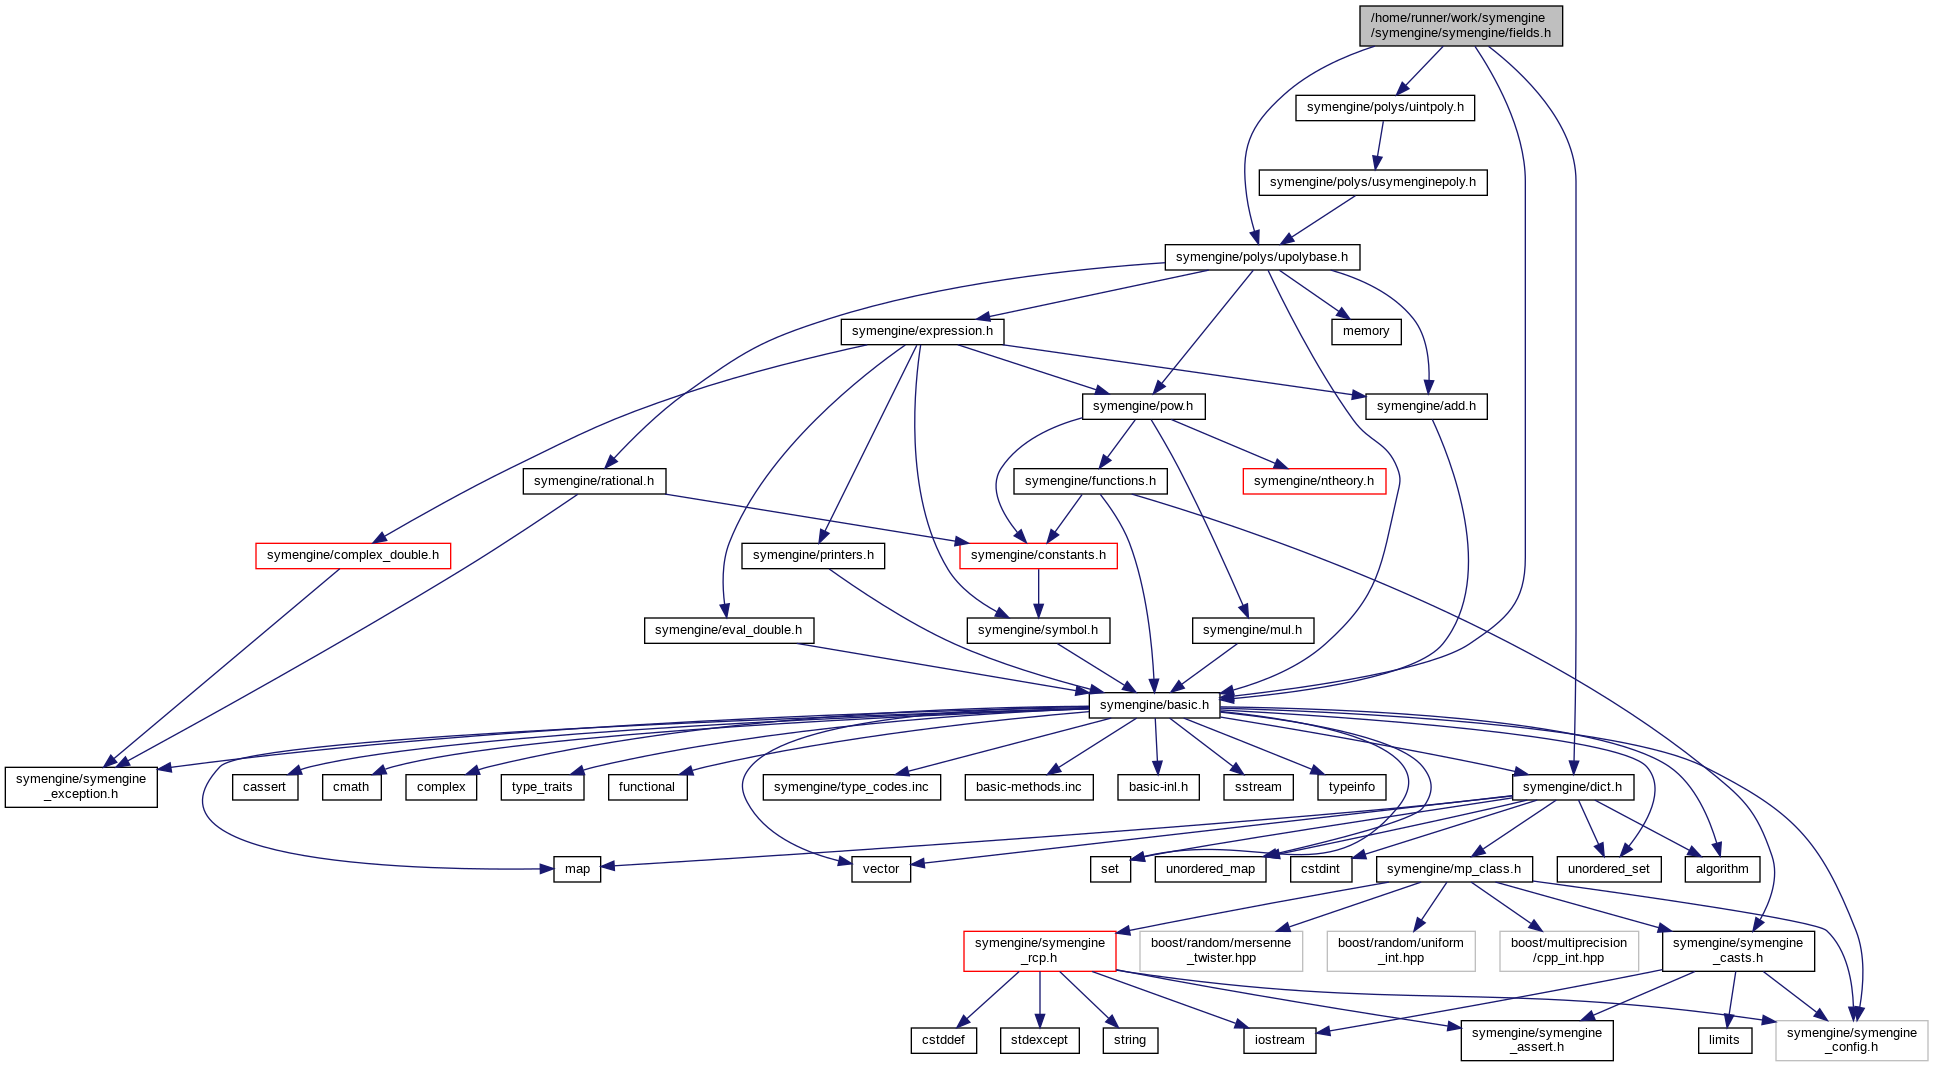 /home/runner/work/symengine
/symengine/symengine/fields.h
symengine/polys/uintpoly.h
symengine/polys/usymenginepoly.h
symengine/polys/upolybase.h
symengine/expression.h
memory
symengine/pow.h
symengine/add.h
symengine/rational.h
symengine/functions.h
symengine/ntheory.h
symengine/complex_double.h
symengine/printers.h
symengine/constants.h
symengine/eval_double.h
symengine/symbol.h
symengine/mul.h
symengine/basic.h
symengine/symengine
_exception.h
cassert
cmath
complex
type_traits
functional
symengine/type_codes.inc
basic-methods.inc
basic-inl.h
sstream
typeinfo
symengine/dict.h
map
vector
set
unordered_map
cstdint
symengine/mp_class.h
unordered_set
algorithm
symengine/symengine
_rcp.h
boost/random/mersenne
_twister.hpp
boost/random/uniform
_int.hpp
boost/multiprecision
/cpp_int.hpp
symengine/symengine
_casts.h
cstddef
stdexcept
string
iostream
symengine/symengine
_assert.h
limits
symengine/symengine
_config.h